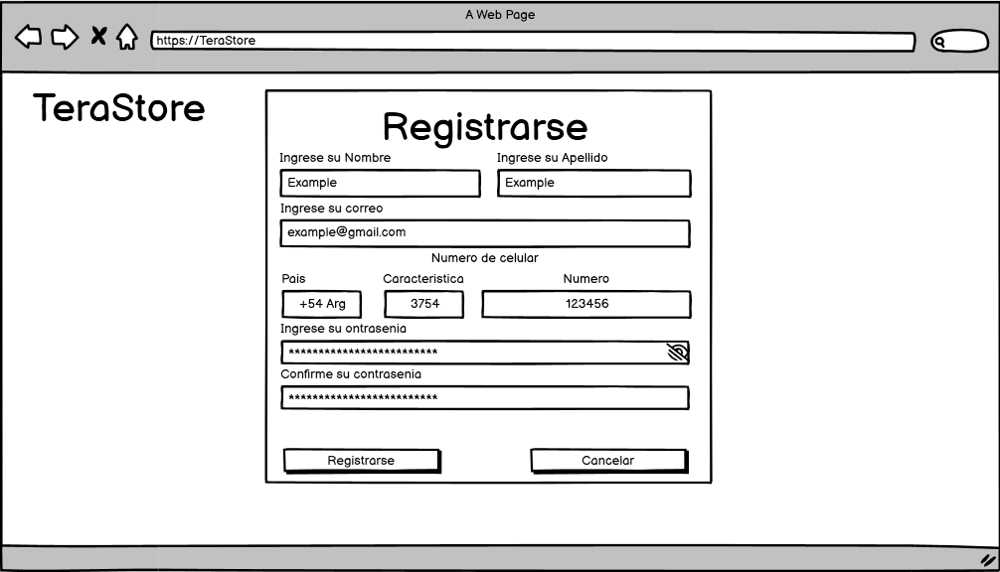 A Web Page
https://TeraStore
TeraStore
Registrarse
Ingrese su Nombre Ingrese su Apellido
Example Example
Ingrese su correo
example@gmail.com
Numero de celular
Pais Caracteristica Numero
+54 Arg 3754 123456
Ingrese su ontrasenia
**************************
Confirme su contrasenia
**************************
Registrarse Cancelar